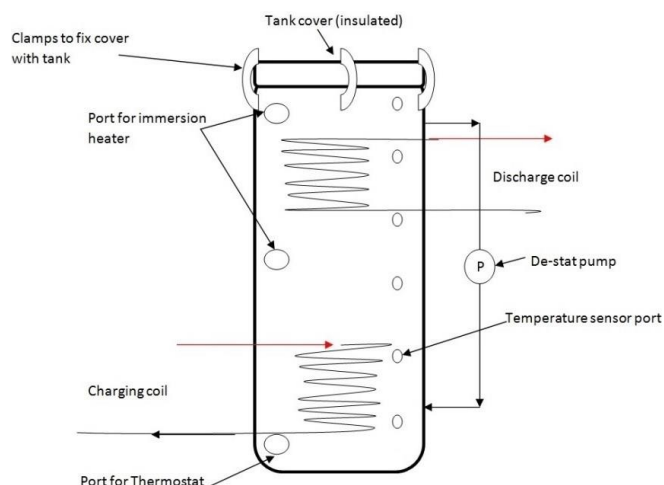 Tank cover (insulated)
Clamps to fix cover
with tank
Port for immersion
heater
Discharge coil
P
De-stat pump
Temperature sensor port
Charging coil
Port for Thermostat